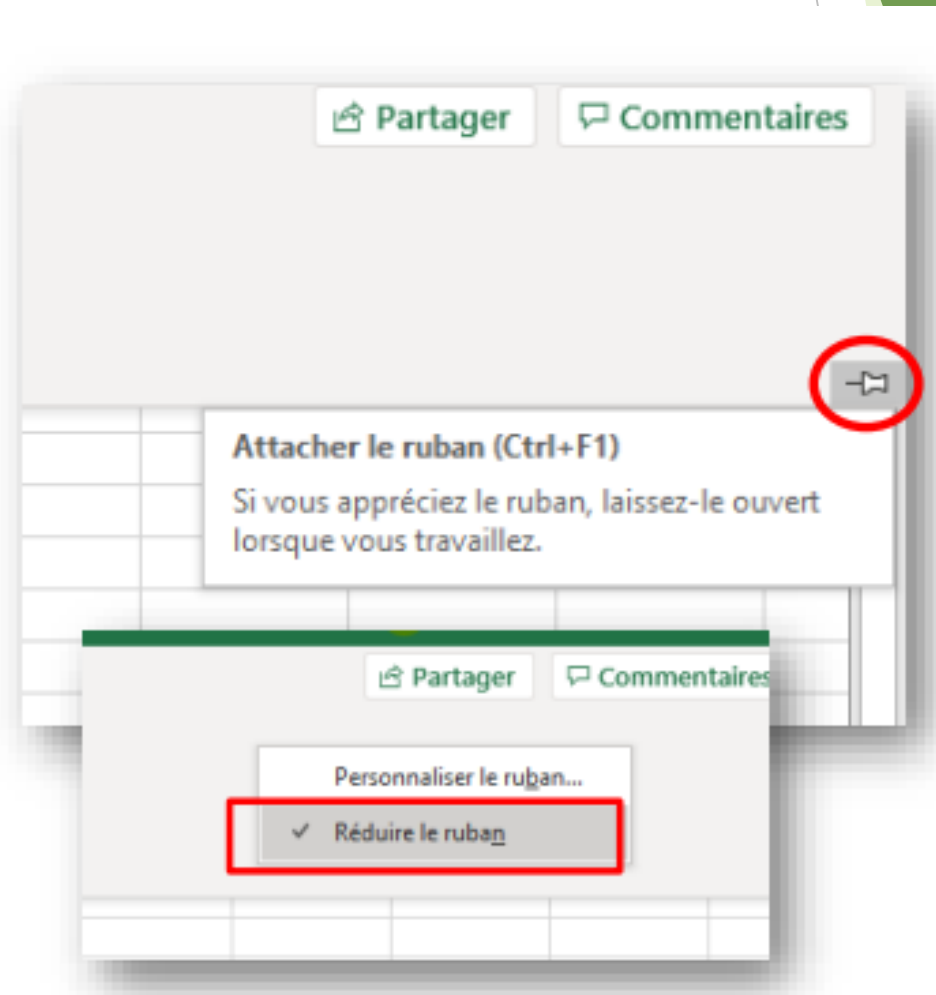 Partager
Commentaires
Attacher le ruban (Ctrl+F1)
Si vous appréciez le ruban, laissez-le ouvert
lorsque vous travaillez.
Partager
Commentaires
Personnaliser le ruban...
Réduire le ruban